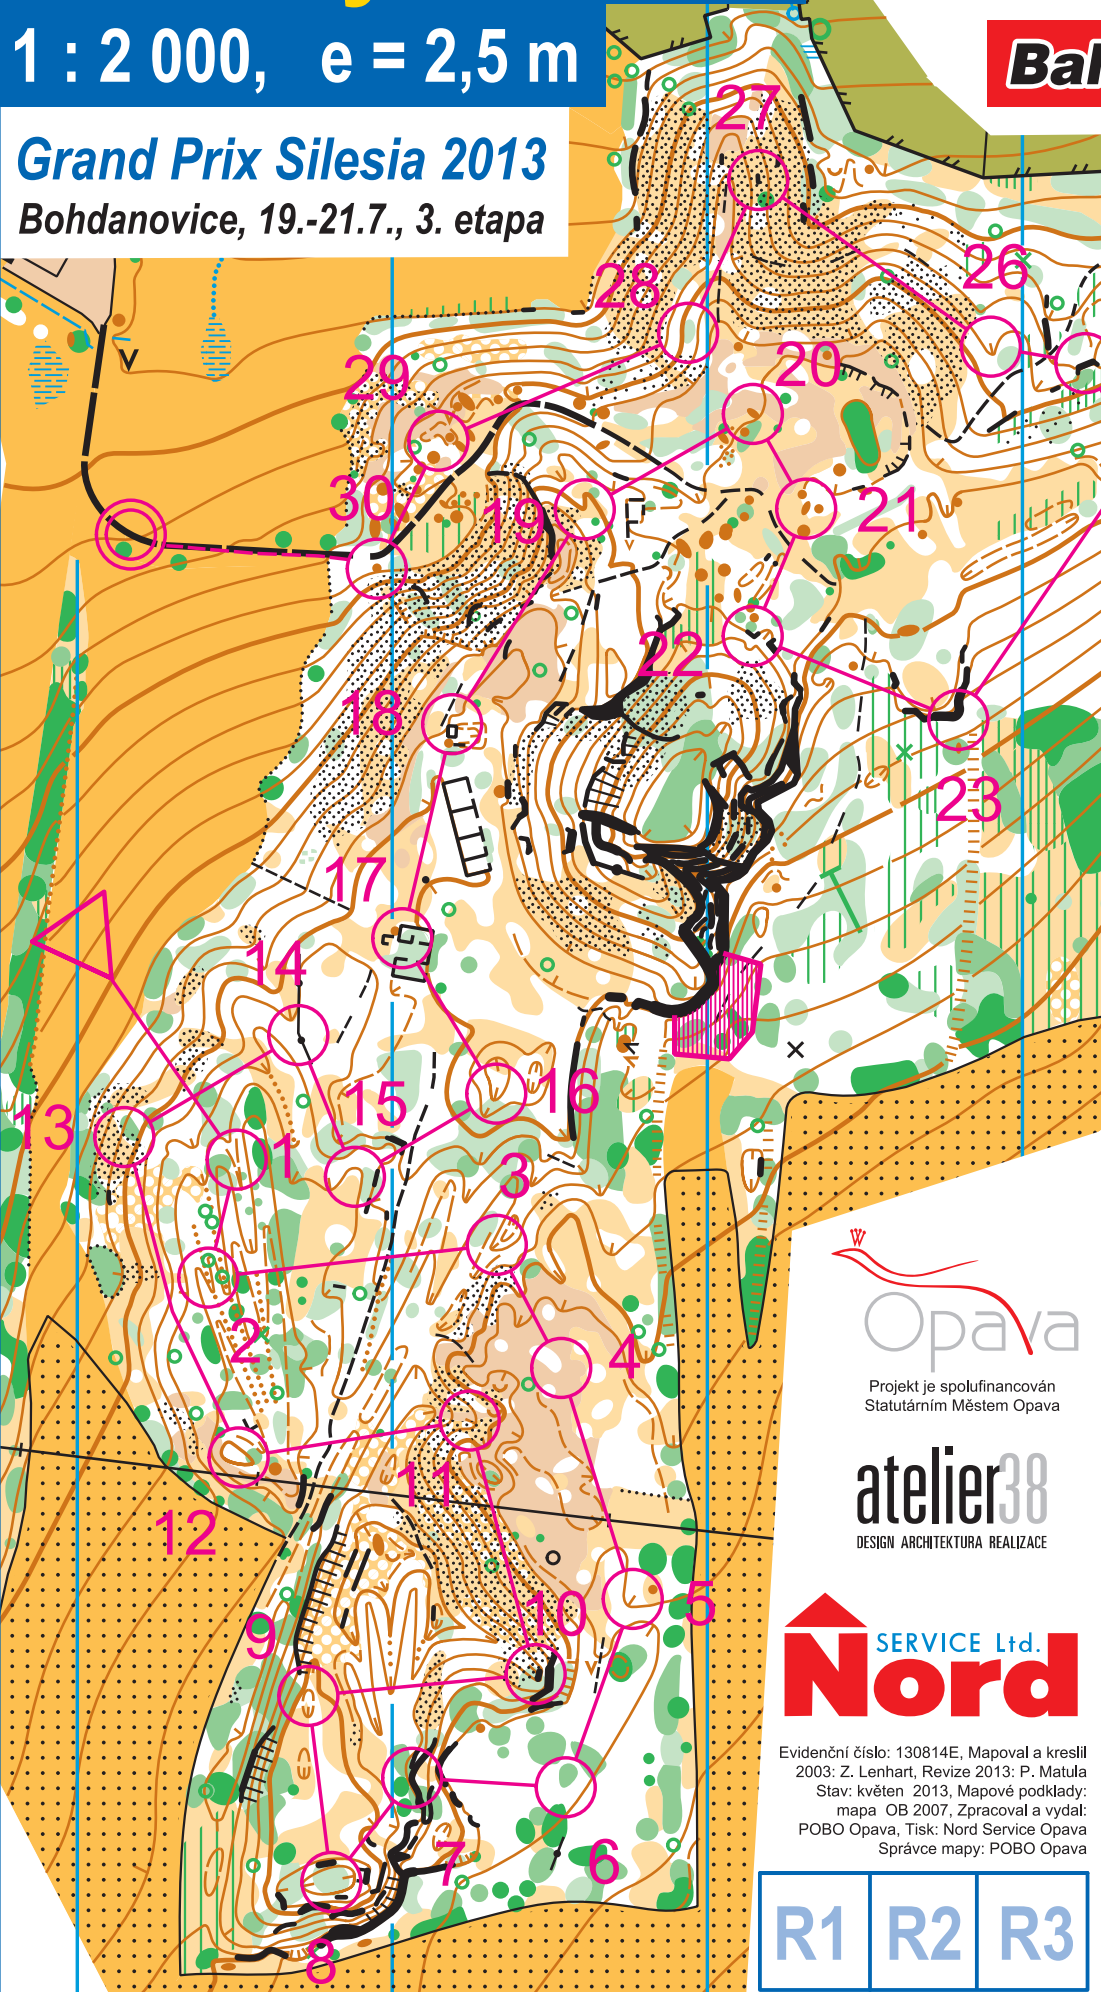 1 : 2 000, e = 2,5 m
Grand Prix Silesia 2013
Bohdanovice, 19.-21.7., 3. etapa
27
26
28
20
29
30
19
21
22
18
23
17
14
15
16
13
1
3
2
4
11
12
10
5
9
7
6
8
Opava
Projekt je spolufinancován
Statutárním Městem Opava
atelier38
DESIGN ARCHITEKTURA REALIZACE
SERVICE Ltd.
Nord
Evidenční číslo: 130814E, Mapoval a kreslil
2003: Z. Lenhart, Revize 2013: P. Matula
Stav: květen 2013, Mapové podklady:
mapa OB 2007, Zpracoval a vydal:
POBO Opava, Tisk: Nord Service Opava
Správce mapy: POBO Opava
R1 R2 R3